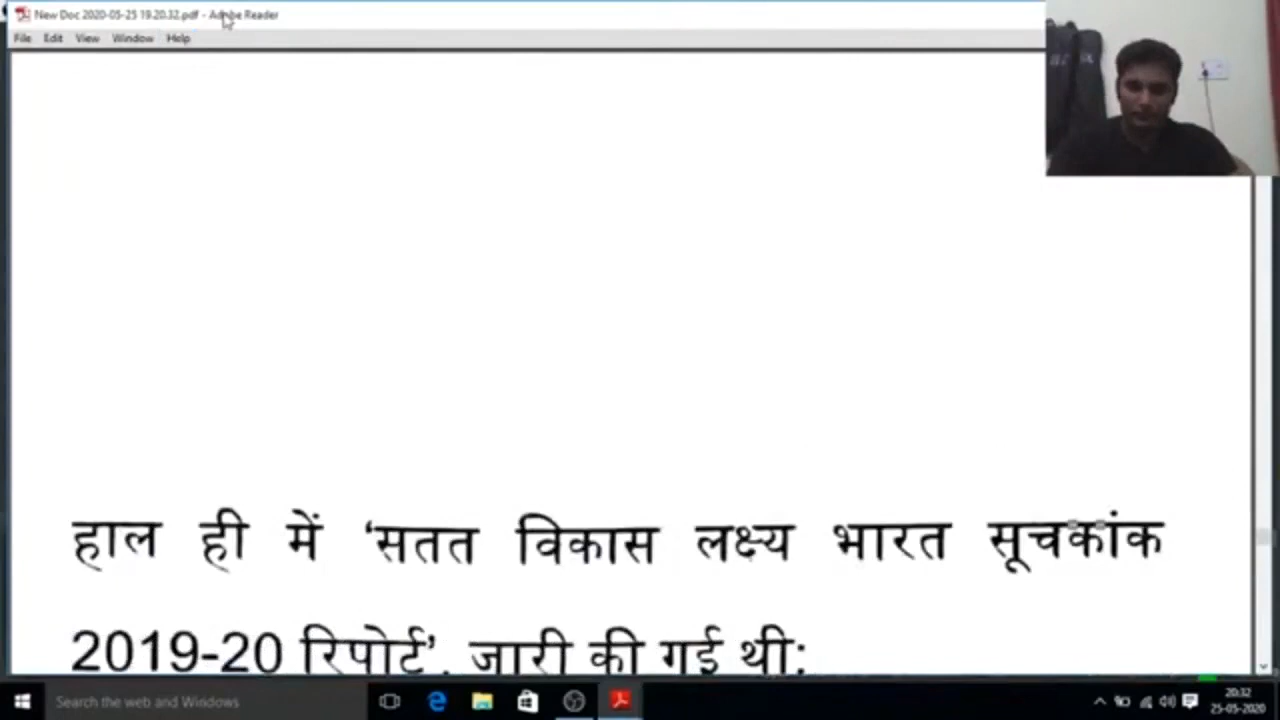 New Doc 2020-05-25 19.20.32.pdf - Adobe Reader
File Edit View Window Help
हाल ही में ‘सतत विकास लक्ष्य भारत सूचकांक
2019-20 रिपोर्ट’, जारी की गई थी:
Search the web and Windows
20:32
25-05-2020